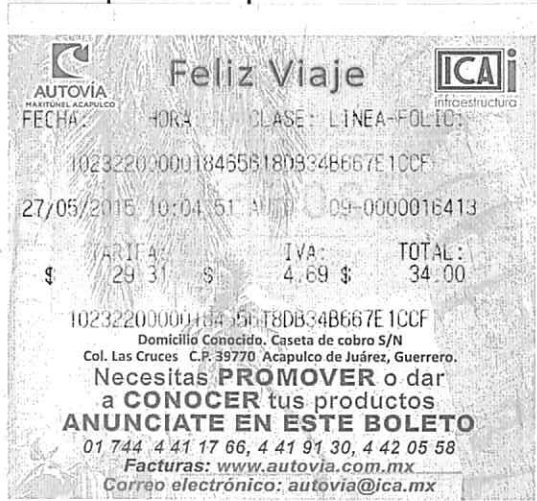 AUTOVÍA
MAXITÚNEL ACAPULCO
Feliz Viaje
ICAi
infraestructura
FECHA: HORA: CLASE: LINEA-FOLIO:
27/05/2015 10:04:51 AUTO 09-0000016413
TARIFA: IVA: TOTAL:
$ 29.31 $ 4.69 $ 34.00
Domicilio Conocido. Caseta de cobro S/N
Col. Las Cruces C.P. 39770 Acapulco de Juárez, Guerrero.
Necesitas PROMOVER o dar
a CONOCER tus productos
ANUNCIATE EN ESTE BOLETO
01 744 4 41 17 66, 4 41 91 30, 4 42 05 58
Facturas: www.autovia.com.mx
Correo electrónico: autovia@ica.mx